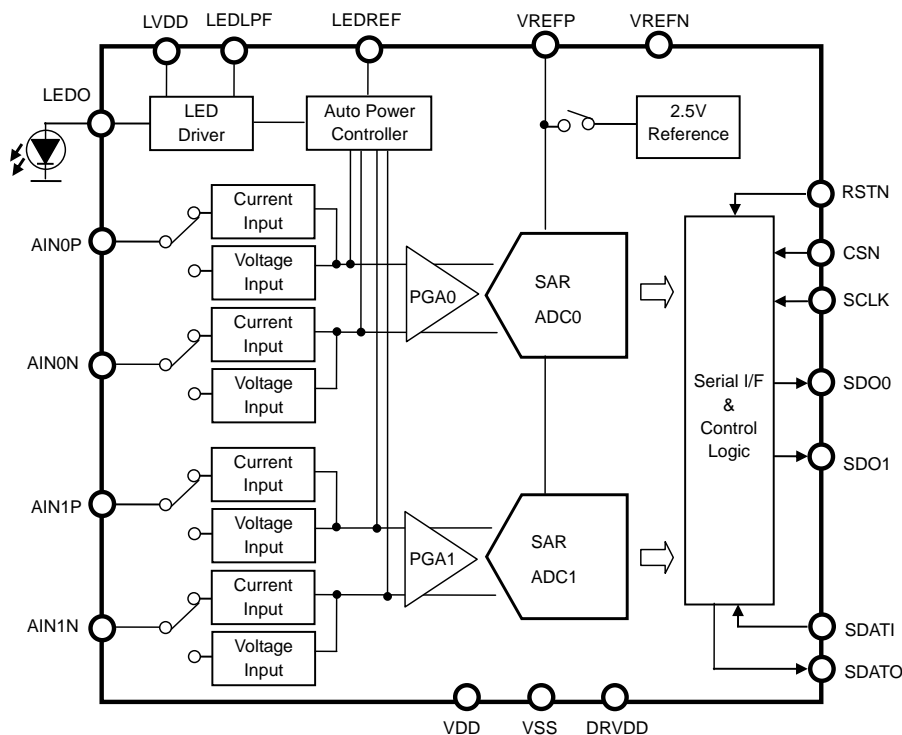 LVDD
LEDLPF
LEDREF
VREFP
VREFN
LEDO
LED
Driver
Auto Power
Controller
2.5V
Reference
RSTN
Current
Input
AIN0P
Voltage
Input
CSN
PGA0
SAR
ADC0
SCLK
Current
Input
AIN0N
Voltage
Input
Serial I/F
&
Control
Logic
SDO0
SDO1
Current
Input
AIN1P
Voltage
Input
PGA1
SAR
ADC1
Current
Input
AIN1N
Voltage
Input
SDATI
SDATO
VDD
VSS
DRVDD